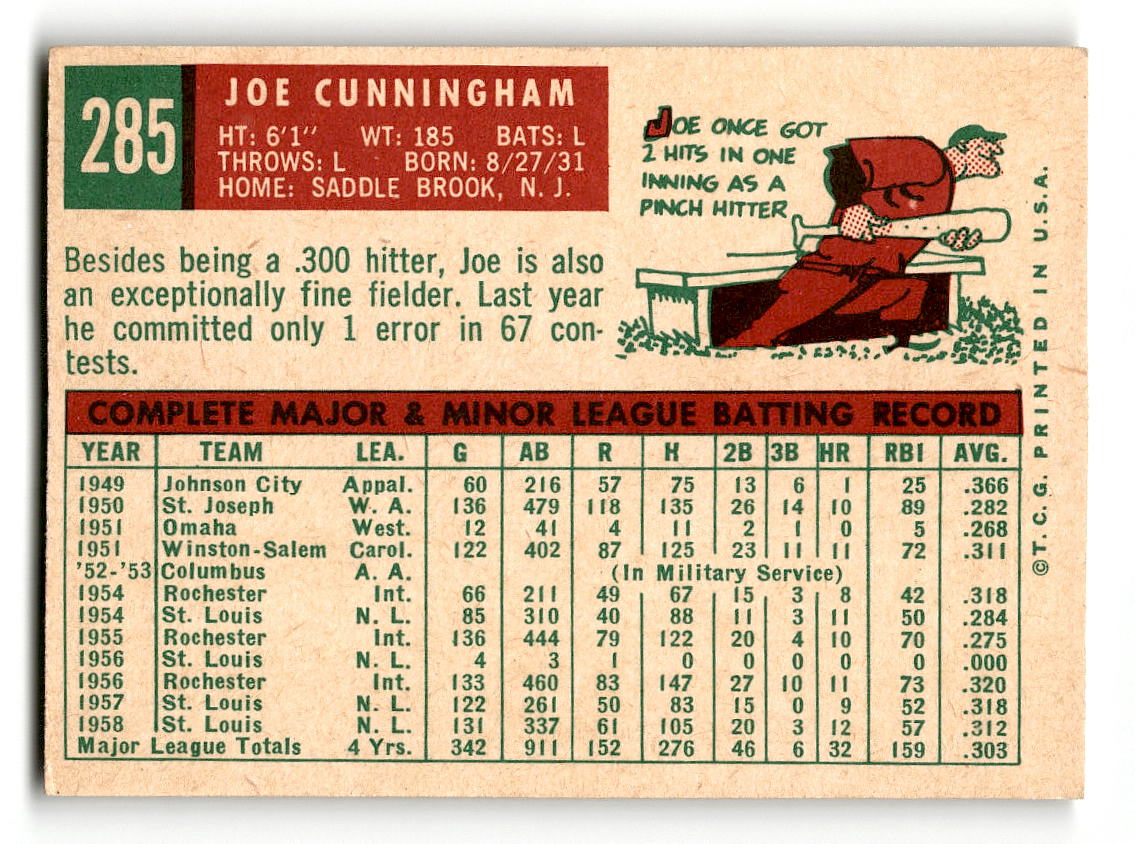 285
JOE CUNNINGHAM
HT: 6'1" WT: 185 BATS: L
THROWS: L BORN: 8/27/31
HOME: SADDLE BROOK, N. J.
JOE ONCE GOT
2 HITS IN ONE
INNING AS A
PINCH HITTER
Besides being a .300 hitter, Joe is also
an exceptionally fine fielder. Last year
he committed only 1 error in 67 con-
tests.
COMPLETE MAJOR & MINOR LEAGUE BATTING RECORD
YEAR TEAM LEA. G AB R H 2B 3B HR RBI AVG.
1949 Johnson City Appal. 60 216 57 75 13 6 1 25 .366
1950 St. Joseph W. A. 136 479 118 135 26 14 10 89 .282
1951 Omaha West. 12 41 4 11 2 1 0 5 .268
1951 Winston-Salem Carol. 122 402 87 125 23 11 11 72 .311
'52-'53 Columbus A. A. (In Military Service)
1954 Rochester Int. 66 211 49 67 15 3 8 42 .318
1954 St. Louis N. L. 85 310 40 88 11 3 11 50 .284
1955 Rochester Int. 136 444 79 122 20 4 10 70 .275
1956 St. Louis N. L. 4 3 1 0 0 0 0 0 .000
1956 Rochester Int. 133 460 83 147 27 10 11 73 .320
1957 St. Louis N. L. 122 261 50 83 15 0 9 52 .318
1958 St. Louis N. L. 131 337 61 105 20 3 12 57 .312
Major League Totals 4 Yrs. 342 911 152 276 46 6 32 159 .303
©T. C. G. PRINTED IN U.S.A.